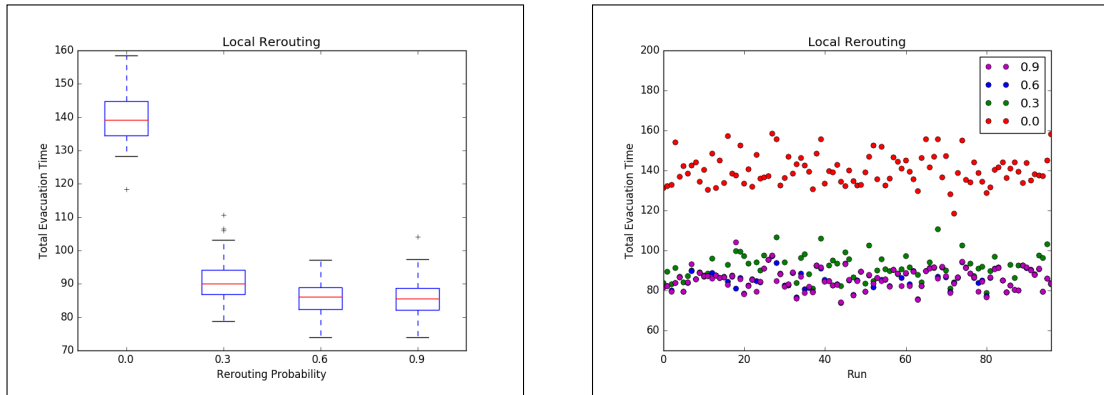 Local Rerouting
160
150
140
130
120
110
100
90
80
70
Total Evacuation Time
0.0 0.3 0.6 0.9
Rerouting Probability
Local Rerouting
200
180
160
140
120
100
80
60
Total Evacuation Time
0.9
0.6
0.3
0.0
0 20 40 60 80
Run